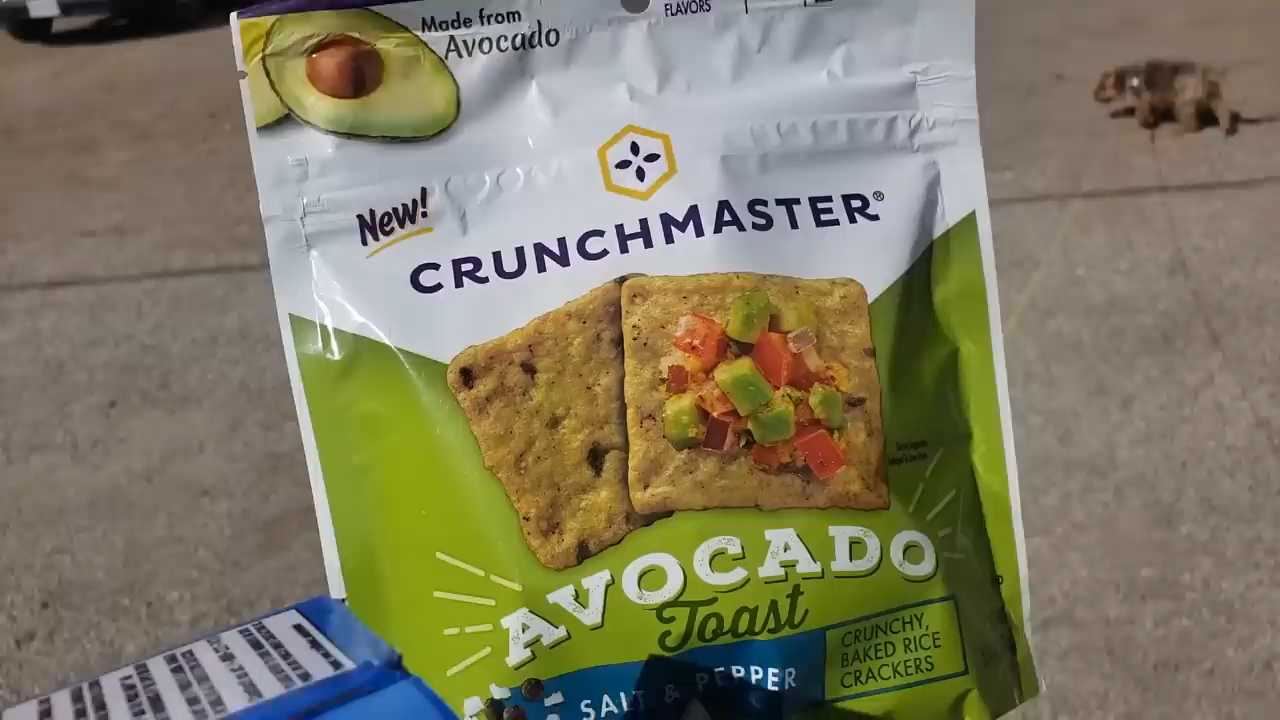 Made from
Avocado
FLAVORS
New!
CRUNCHMASTER®
AVOCADO
Toast
SALT & PEPPER
CRUNCHY,
BAKED RICE
CRACKERS